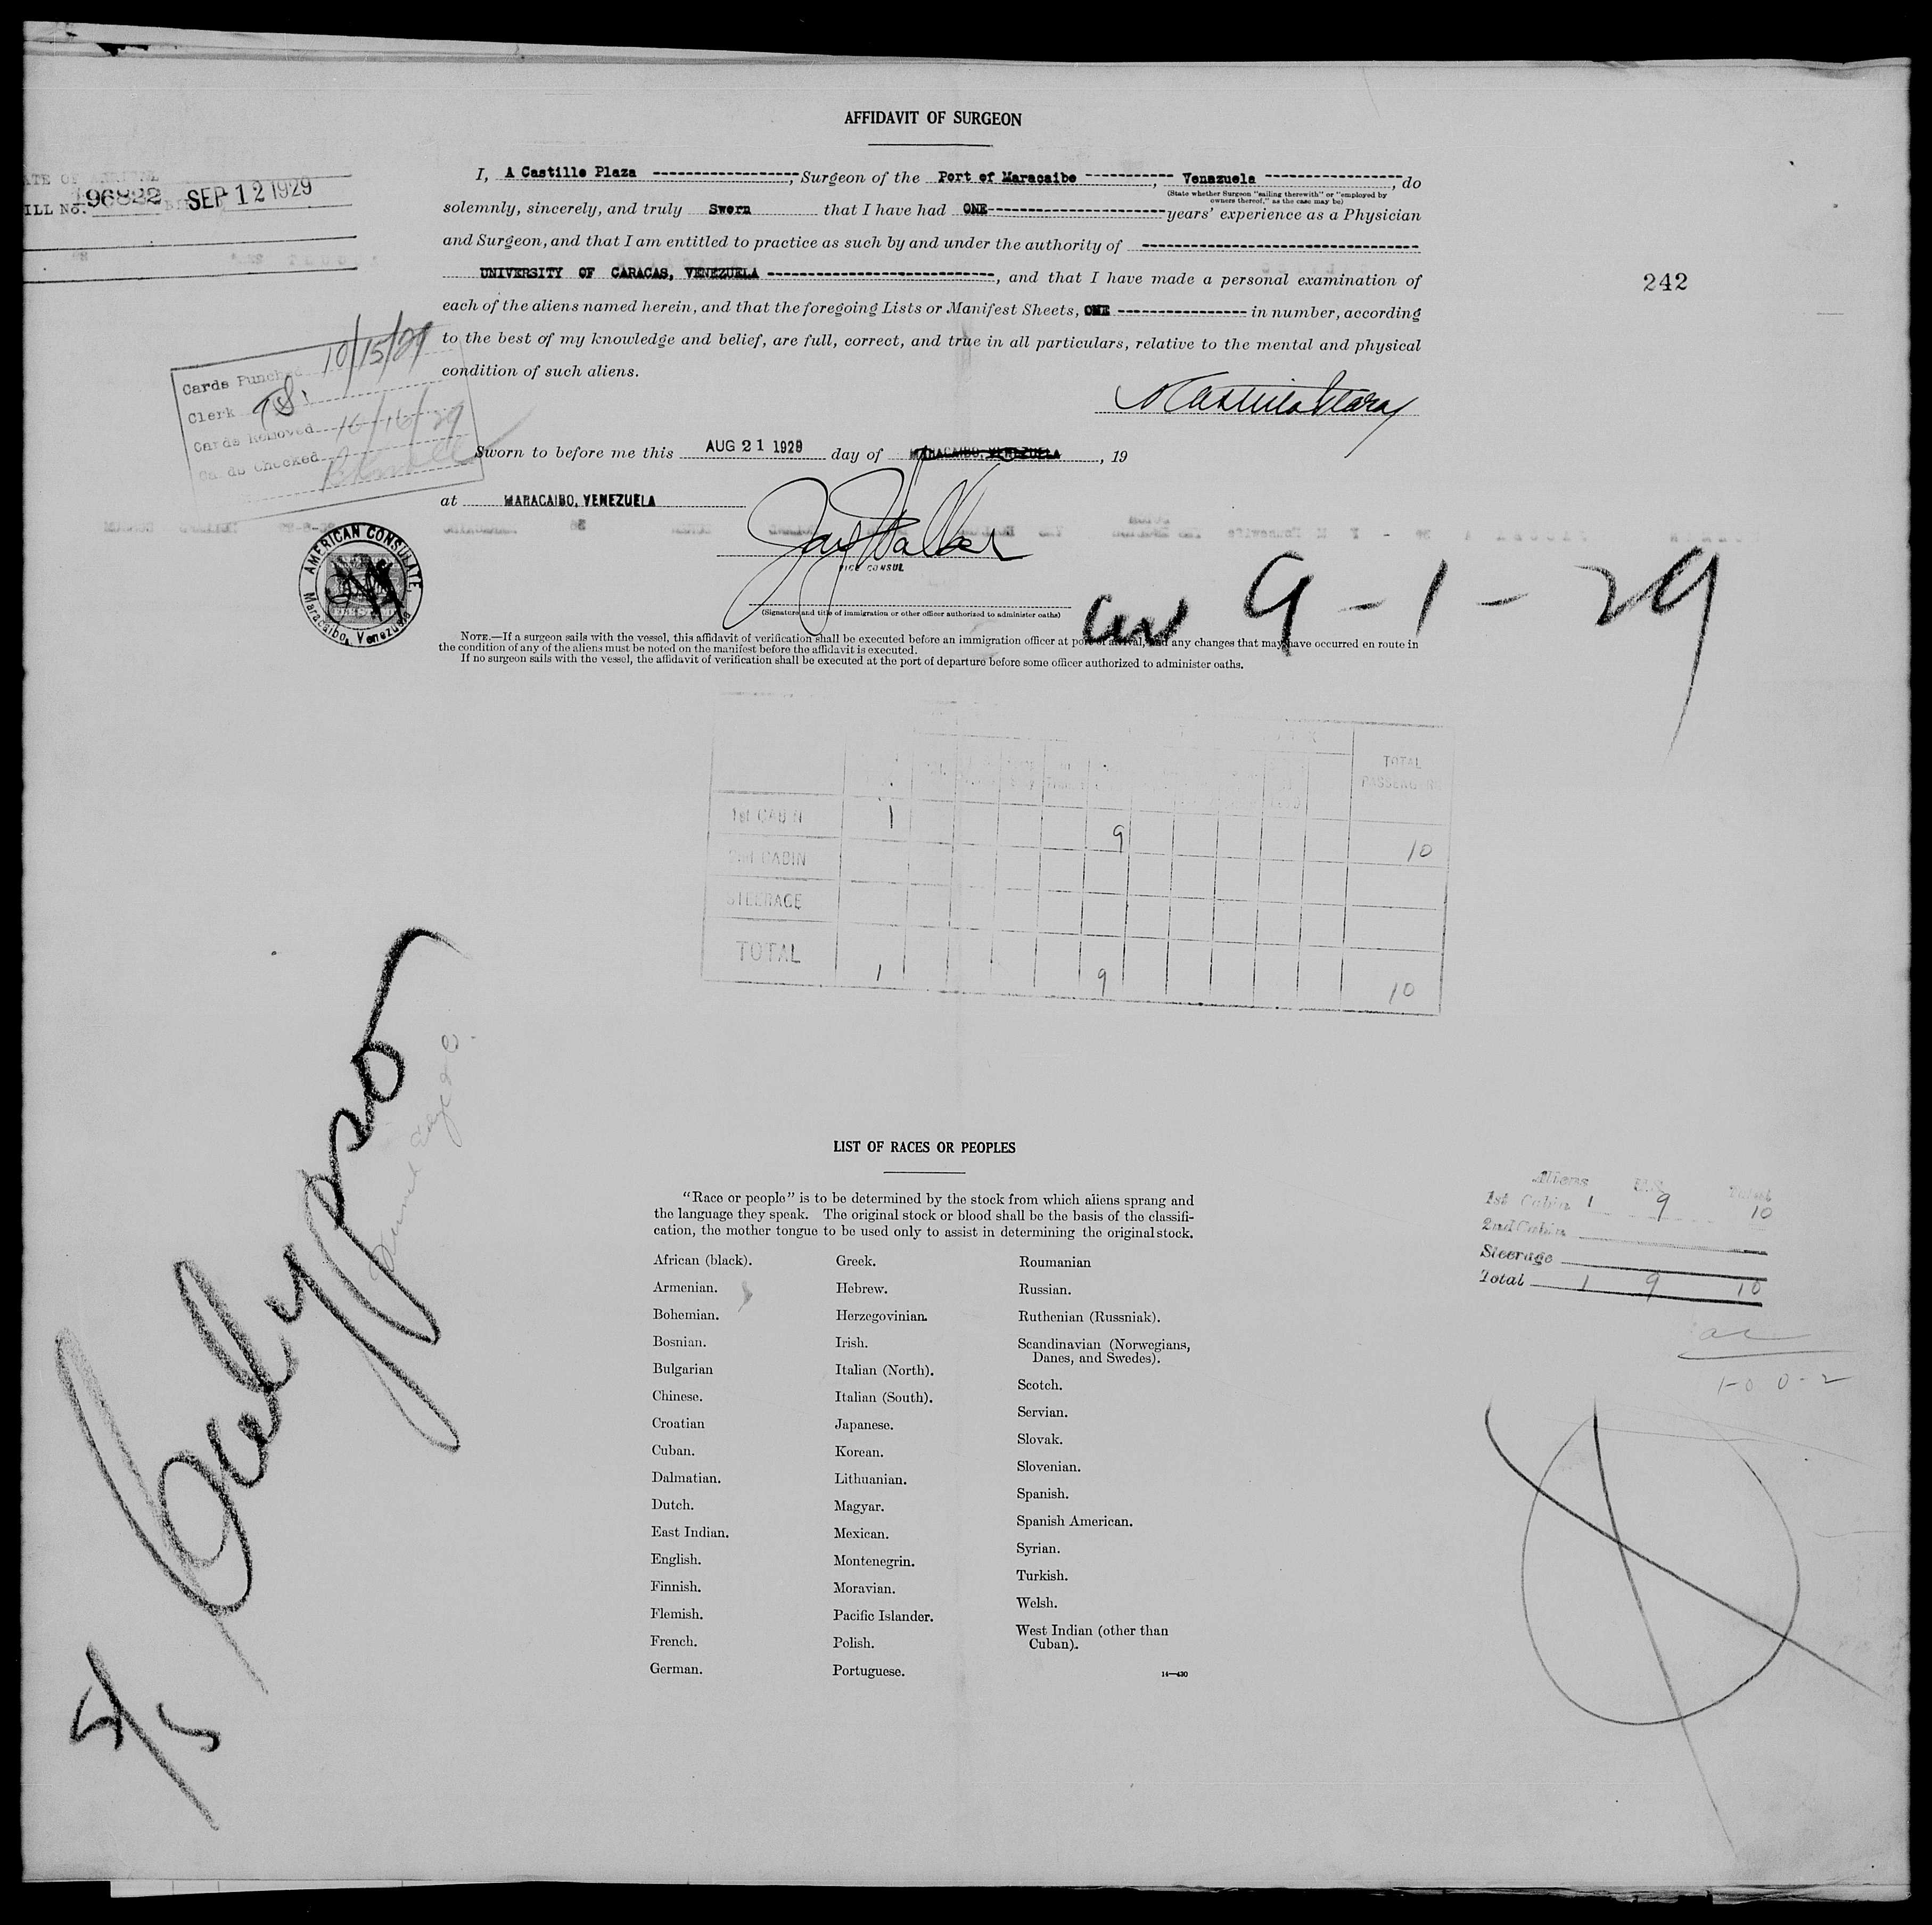 AFFIDAVIT OF SURGEON
I, A Castillo Plaza ------------------, Surgeon of the Port of Maracaibo -----------, Venezuela -----------------, do
(State whether Surgeon "sailing therewith" or "employed by
owners thereof," as the case may be)
196822 SEP 12 1929
ILL No.
solemnly, sincerely, and truly Sworn that I have had ONE---------------------- years' experience as a Physician
and Surgeon, and that I am entitled to practice as such by and under the authority of ----------------------------------
UNIVERSITY OF CARACAS, VENEZUELA ----------------------------, and that I have made a personal examination of
242
each of the aliens named herein, and that the foregoing Lists or Manifest Sheets, ONE ---------------- in number, according
to the best of my knowledge and belief, are full, correct, and true in all particulars, relative to the mental and physical
condition of such aliens.
Cards Punched 10/15/29
Clerk
Cards Removed 10/16/29
Cards Checked
Sworn to before me this AUG 21 1929 day of MARACAIBO, VENEZUELA, 19
at MARACAIBO, VENEZUELA
AMERICAN CONSULATE,
Maracaibo, Venezuela
VICE CONSUL
(Signature and title of immigration or other officer authorized to administer oaths)
9-1-29
NOTE.—If a surgeon sails with the vessel, this affidavit of verification shall be executed before an immigration officer at port of arrival, and any changes that may have occurred en route in
the condition of any of the aliens must be noted on the manifest before the affidavit is executed.
If no surgeon sails with the vessel, the affidavit of verification shall be executed at the port of departure before some officer authorized to administer oaths.
TOTAL
PASSENGERS
1st CABIN 1 9 10
2nd CABIN
STEERAGE
TOTAL 1 9 10
Calypso
5/5
LIST OF RACES OR PEOPLES
"Race or people" is to be determined by the stock from which aliens sprang and
the language they speak. The original stock or blood shall be the basis of the classifi-
cation, the mother tongue to be used only to assist in determining the original stock.
African (black).
Armenian.
Bohemian.
Bosnian.
Bulgarian
Chinese.
Croatian
Cuban.
Dalmatian.
Dutch.
East Indian.
English.
Finnish.
Flemish.
French.
German.
Greek.
Hebrew.
Herzegovinian.
Irish.
Italian (North).
Italian (South).
Japanese.
Korean.
Lithuanian.
Magyar.
Mexican.
Montenegrin.
Moravian.
Pacific Islander.
Polish.
Portuguese.
Roumanian
Russian.
Ruthenian (Russniak).
Scandinavian (Norwegians,
Danes, and Swedes).
Scotch.
Servian.
Slovak.
Slovenian.
Spanish.
Spanish American.
Syrian.
Turkish.
Welsh.
West Indian (other than
Cuban).
14—430
Aliens U.S. Total
1st Cabin 1 9 10
2nd Cabin
Steerage
Total 1 9 10
1-0 0-2